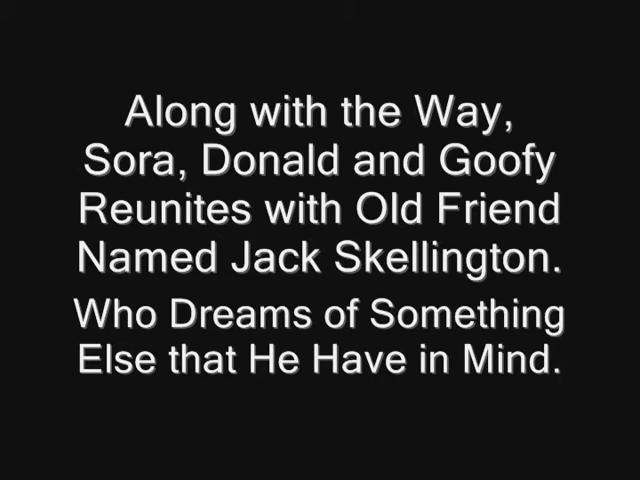 Along with the Way,
Sora, Donald and Goofy
Reunites with Old Friend
Named Jack Skellington.
Who Dreams of Something
Else that He Have in Mind.